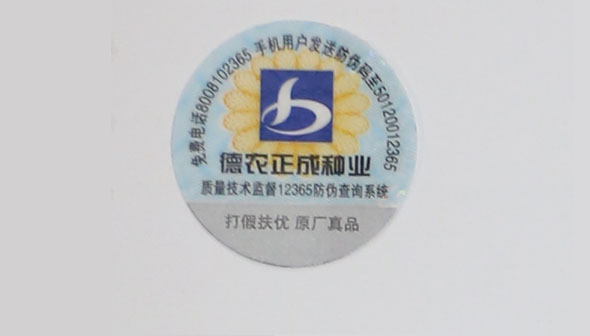 免费电话8008102365 手机用户发送防伪码至50120012365
德农正成种业
质量技术监督12365防伪查询系统
打假扶优 原厂真品